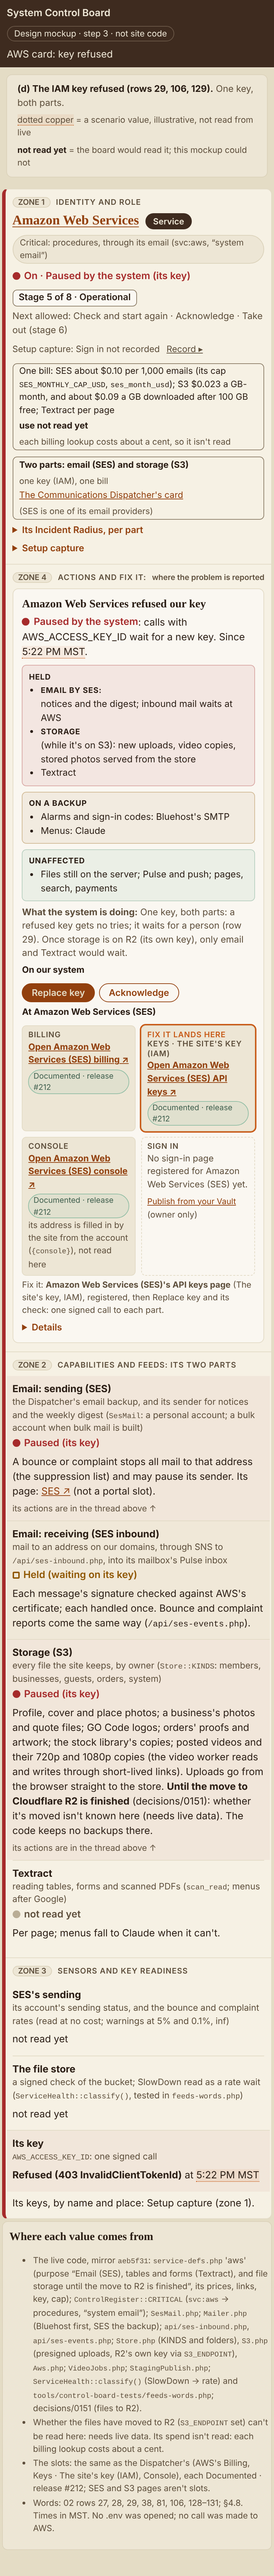 System Control Board
Design mockup · step 3 · not site code
AWS card: key refused
(d) The IAM key refused (rows 29, 106, 129). One key,
both parts.
dotted copper = a scenario value, illustrative, not read from
live
not read yet = the board would read it; this mockup could
not
ZONE 1 IDENTITY AND ROLE
Amazon Web Services Service
Critical: procedures, through its email (svc:aws, “system
email”)
On · Paused by the system (its key)
Stage 5 of 8 · Operational
Next allowed: Check and start again · Acknowledge · Take
out (stage 6)
Setup capture: Sign in not recorded Record ▸
One bill: SES about $0.10 per 1,000 emails (its cap
SES_MONTHLY_CAP_USD, ses_month_usd); S3 $0.023 a GB-
month, and about $0.09 a GB downloaded after 100 GB
free; Textract per page
use not read yet
each billing lookup costs about a cent, so it isn't read
Two parts: email (SES) and storage (S3)
one key (IAM), one bill
The Communications Dispatcher's card
(SES is one of its email providers)
▸ Its Incident Radius, per part
▸ Setup capture
ZONE 4 ACTIONS AND FIX IT: where the problem is reported
Amazon Web Services refused our key
Paused by the system: calls with
AWS_ACCESS_KEY_ID wait for a new key. Since
5:22 PM MST.
HELD
• EMAIL BY SES:
notices and the digest; inbound mail waits at
AWS
• STORAGE
(while it's on S3): new uploads, video copies,
stored photos served from the store
• Textract
ON A BACKUP
• Alarms and sign-in codes: Bluehost's SMTP
• Menus: Claude
UNAFFECTED
• Files still on the server; Pulse and push; pages,
search, payments
What the system is doing: One key, both parts: a
refused key gets no tries; it waits for a person (row
29). Once storage is on R2 (its own key), only email
and Textract would wait.
On our system
Replace key Acknowledge
At Amazon Web Services (SES)
BILLING
Open Amazon Web
Services (SES) billing ↗
Documented · release
#212
FIX IT LANDS HERE
KEYS · THE SITE'S KEY
(IAM)
Open Amazon Web
Services (SES) API
keys ↗
Documented · release
#212
CONSOLE
Open Amazon Web
Services (SES) console
↗
Documented · release
#212
its address is filled in by
the site from the account
({console}), not read
here
SIGN IN
No sign-in page
registered for Amazon
Web Services (SES) yet.
Publish from your Vault
(owner only)
Fix it: Amazon Web Services (SES)'s API keys page (The
site's key, IAM), registered, then Replace key and its
check: one signed call to each part.
▸ Details
ZONE 2 CAPABILITIES AND FEEDS: ITS TWO PARTS
Email: sending (SES)
the Dispatcher's email backup, and its sender for notices
and the weekly digest (SesMail: a personal account; a bulk
account when bulk mail is built)
Paused (its key)
A bounce or complaint stops all mail to that address
(the suppression list) and may pause its sender. Its
page: SES ↗ (not a portal slot).
its actions are in the thread above ↑
Email: receiving (SES inbound)
mail to an address on our domains, through SNS to
/api/ses-inbound.php, into its mailbox's Pulse inbox
Held (waiting on its key)
Each message's signature checked against AWS's
certificate; each handled once. Bounce and complaint
reports come the same way (/api/ses-events.php).
Storage (S3)
every file the site keeps, by owner (Store::KINDS: members,
businesses, guests, orders, system)
Paused (its key)
Profile, cover and place photos; a business's photos
and quote files; GO Code logos; orders' proofs and
artwork; the stock library's copies; posted videos and
their 720p and 1080p copies (the video worker reads
and writes through short-lived links). Uploads go from
the browser straight to the store. Until the move to
Cloudflare R2 is finished (decisions/0151): whether
it's moved isn't known here (needs live data). The
code keeps no backups there.
its actions are in the thread above ↑
Textract
reading tables, forms and scanned PDFs (scan_read; menus
after Google)
not read yet
Per page; menus fall to Claude when it can't.
ZONE 3 SENSORS AND KEY READINESS
SES's sending
its account's sending status, and the bounce and complaint
rates (read at no cost; warnings at 5% and 0.1%, inf)
not read yet
The file store
a signed check of the bucket; SlowDown read as a rate wait
(ServiceHealth::classify(), tested in feeds-words.php)
not read yet
Its key
AWS_ACCESS_KEY_ID: one signed call
Refused (403 InvalidClientTokenId) at 5:22 PM MST
Its keys, by name and place: Setup capture (zone 1).
Where each value comes from
• The live code, mirror aeb5f31: service-defs.php 'aws'
(purpose “Email (SES), tables and forms (Textract), and file
storage until the move to R2 is finished”, its prices, links,
key, cap); ControlRegister::CRITICAL (svc:aws →
procedures, “system email”); SesMail.php; Mailer.php
(Bluehost first, SES the backup); api/ses-inbound.php,
api/ses-events.php; Store.php (KINDS and folders), S3.php
(presigned uploads, R2's own key via S3_ENDPOINT),
Aws.php; VideoJobs.php; StagingPublish.php;
ServiceHealth::classify() (SlowDown → rate) and
tools/control-board-tests/feeds-words.php;
decisions/0151 (files to R2).
• Whether the files have moved to R2 (S3_ENDPOINT set) can't
be read here: needs live data. Its spend isn't read: each
billing lookup costs about a cent.
• The slots: the same as the Dispatcher's (AWS's Billing,
Keys · The site's key (IAM), Console), each Documented ·
release #212; SES and S3 pages aren't slots.
• Words: 02 rows 27, 28, 29, 38, 81, 106, 128–131; §4.8.
Times in MST. No .env was opened; no call was made to
AWS.